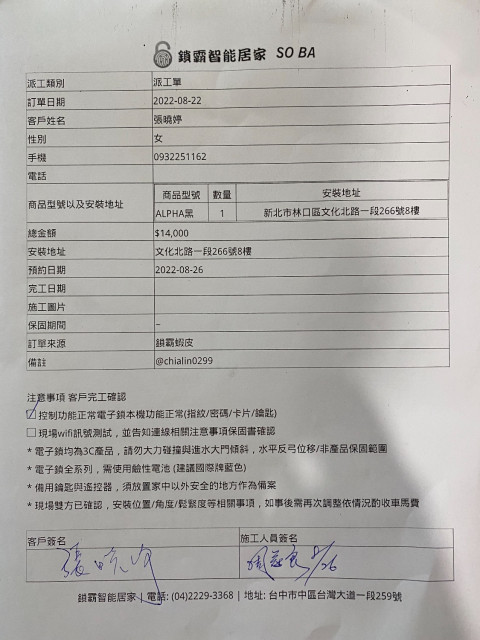 鎖霸智能居家 SO BA
派工類別 派工單
訂單日期 2022-08-22
客戶姓名 張曉婷
性別 女
手機 0932251162
電話
商品型號以及安裝地址 商品型號 數量 安裝地址
ALPHA黑 1 新北市林口區文化北路一段266號8樓
總金額 $14,000
安裝地址 文化北路一段266號8樓
預約日期 2022-08-26
完工日期
施工圖片
保固期間 –
訂單來源 鎖霸蝦皮
備註 @chialin0299
注意事項 客戶完工確認
控制功能正常電子鎖本機功能正常(指紋/密碼/卡片/鑰匙)
現場wifi訊號測試，並告知連線相關注意事項保固書確認
* 電子鎖均為3C產品，請勿大力碰撞與進水大門傾斜，水平反弓位移/非產品保固範圍
* 電子鎖全系列，需使用鹼性電池 (建議國際牌藍色)
* 備用鑰匙與遙控器，須放置家中以外安全的地方作為備案
* 現場雙方已確認，安裝位置/角度/鬆緊度等相關事項，如事後需再次調整依情況酌收車馬費
客戶簽名 施工人員簽名
8/26
鎖霸智能居家 | 電話: (04)2229-3368 | 地址: 台中市中區台灣大道一段259號